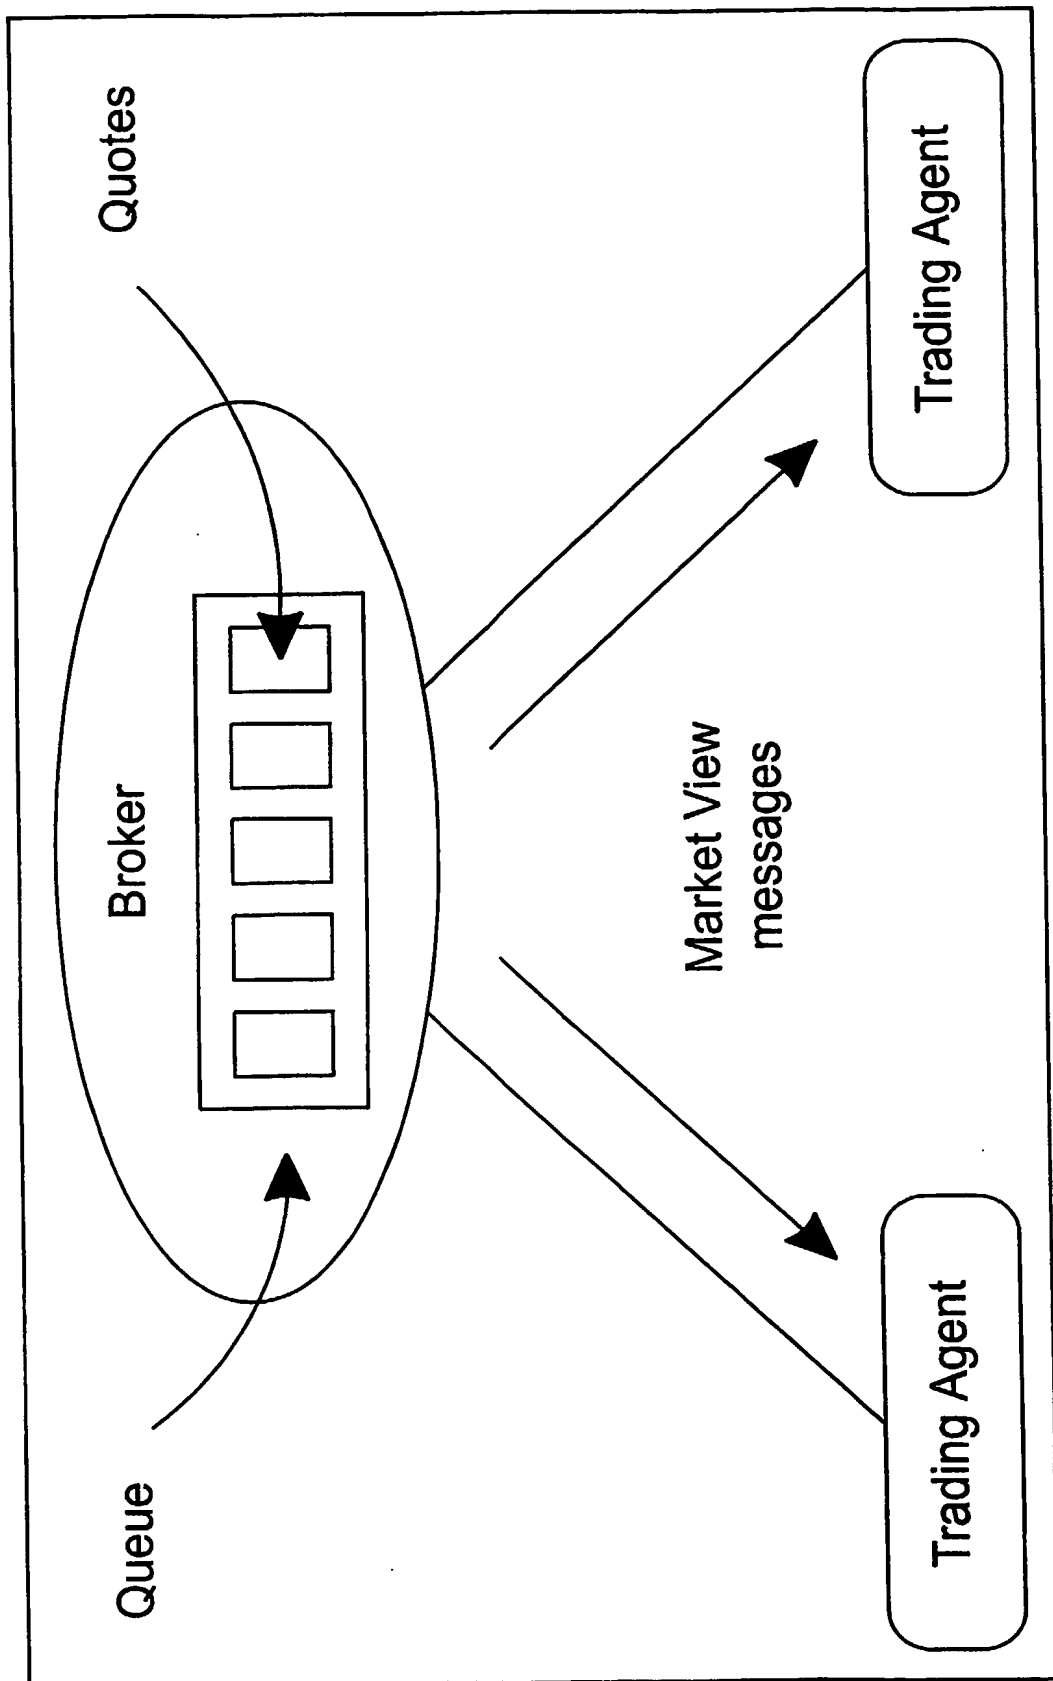 Queue
Quotes
Broker
Market View
messages
Trading Agent
Trading Agent